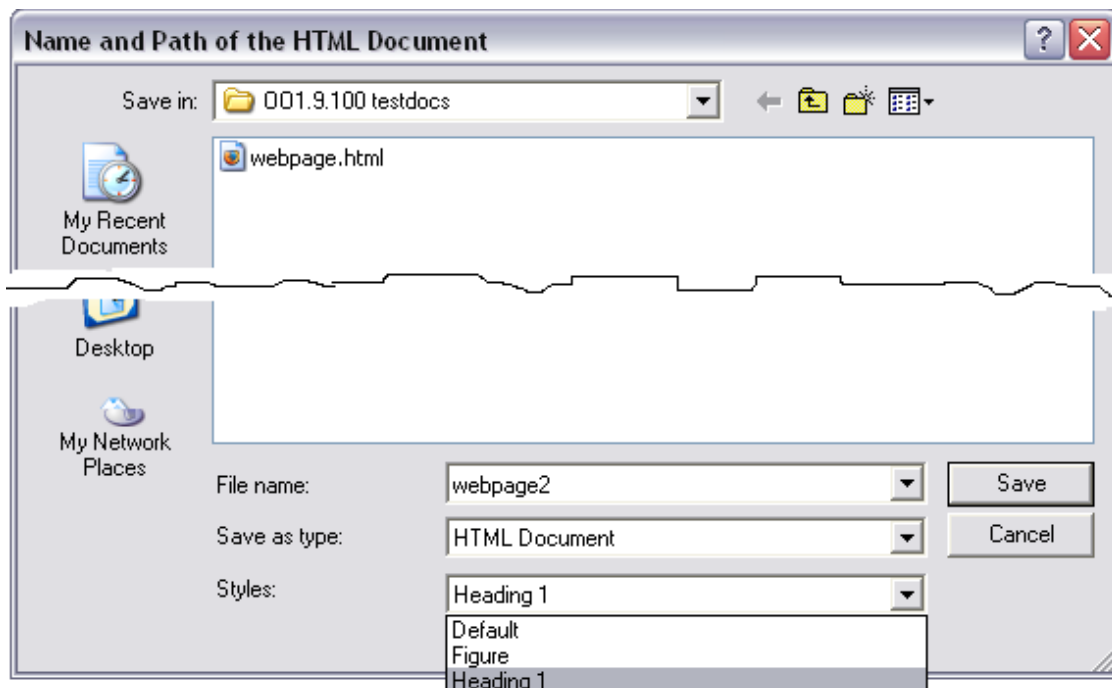 Name and Path of the HTML Document
?
Save in:
OO1.9.100 testdocs
webpage.html
My Recent
Documents
Desktop
My Network
Places
File name:
webpage2
Save
Save as type:
HTML Document
Cancel
Styles:
Heading 1
Default
Figure
Heading 1